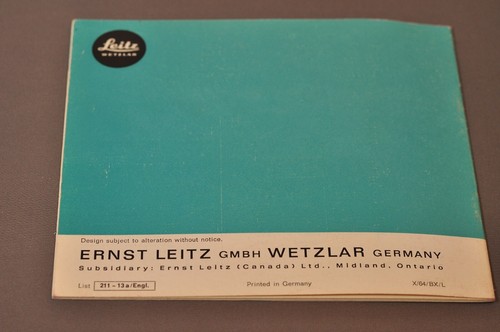 Leitz
WETZLAR
Design subject to alteration without notice.
ERNST LEITZ GMBH WETZLAR GERMANY
Subsidiary: Ernst Leitz (Canada) Ltd., Midland, Ontario
List 211-13a/Engl. Printed in Germany X/64/BX/L